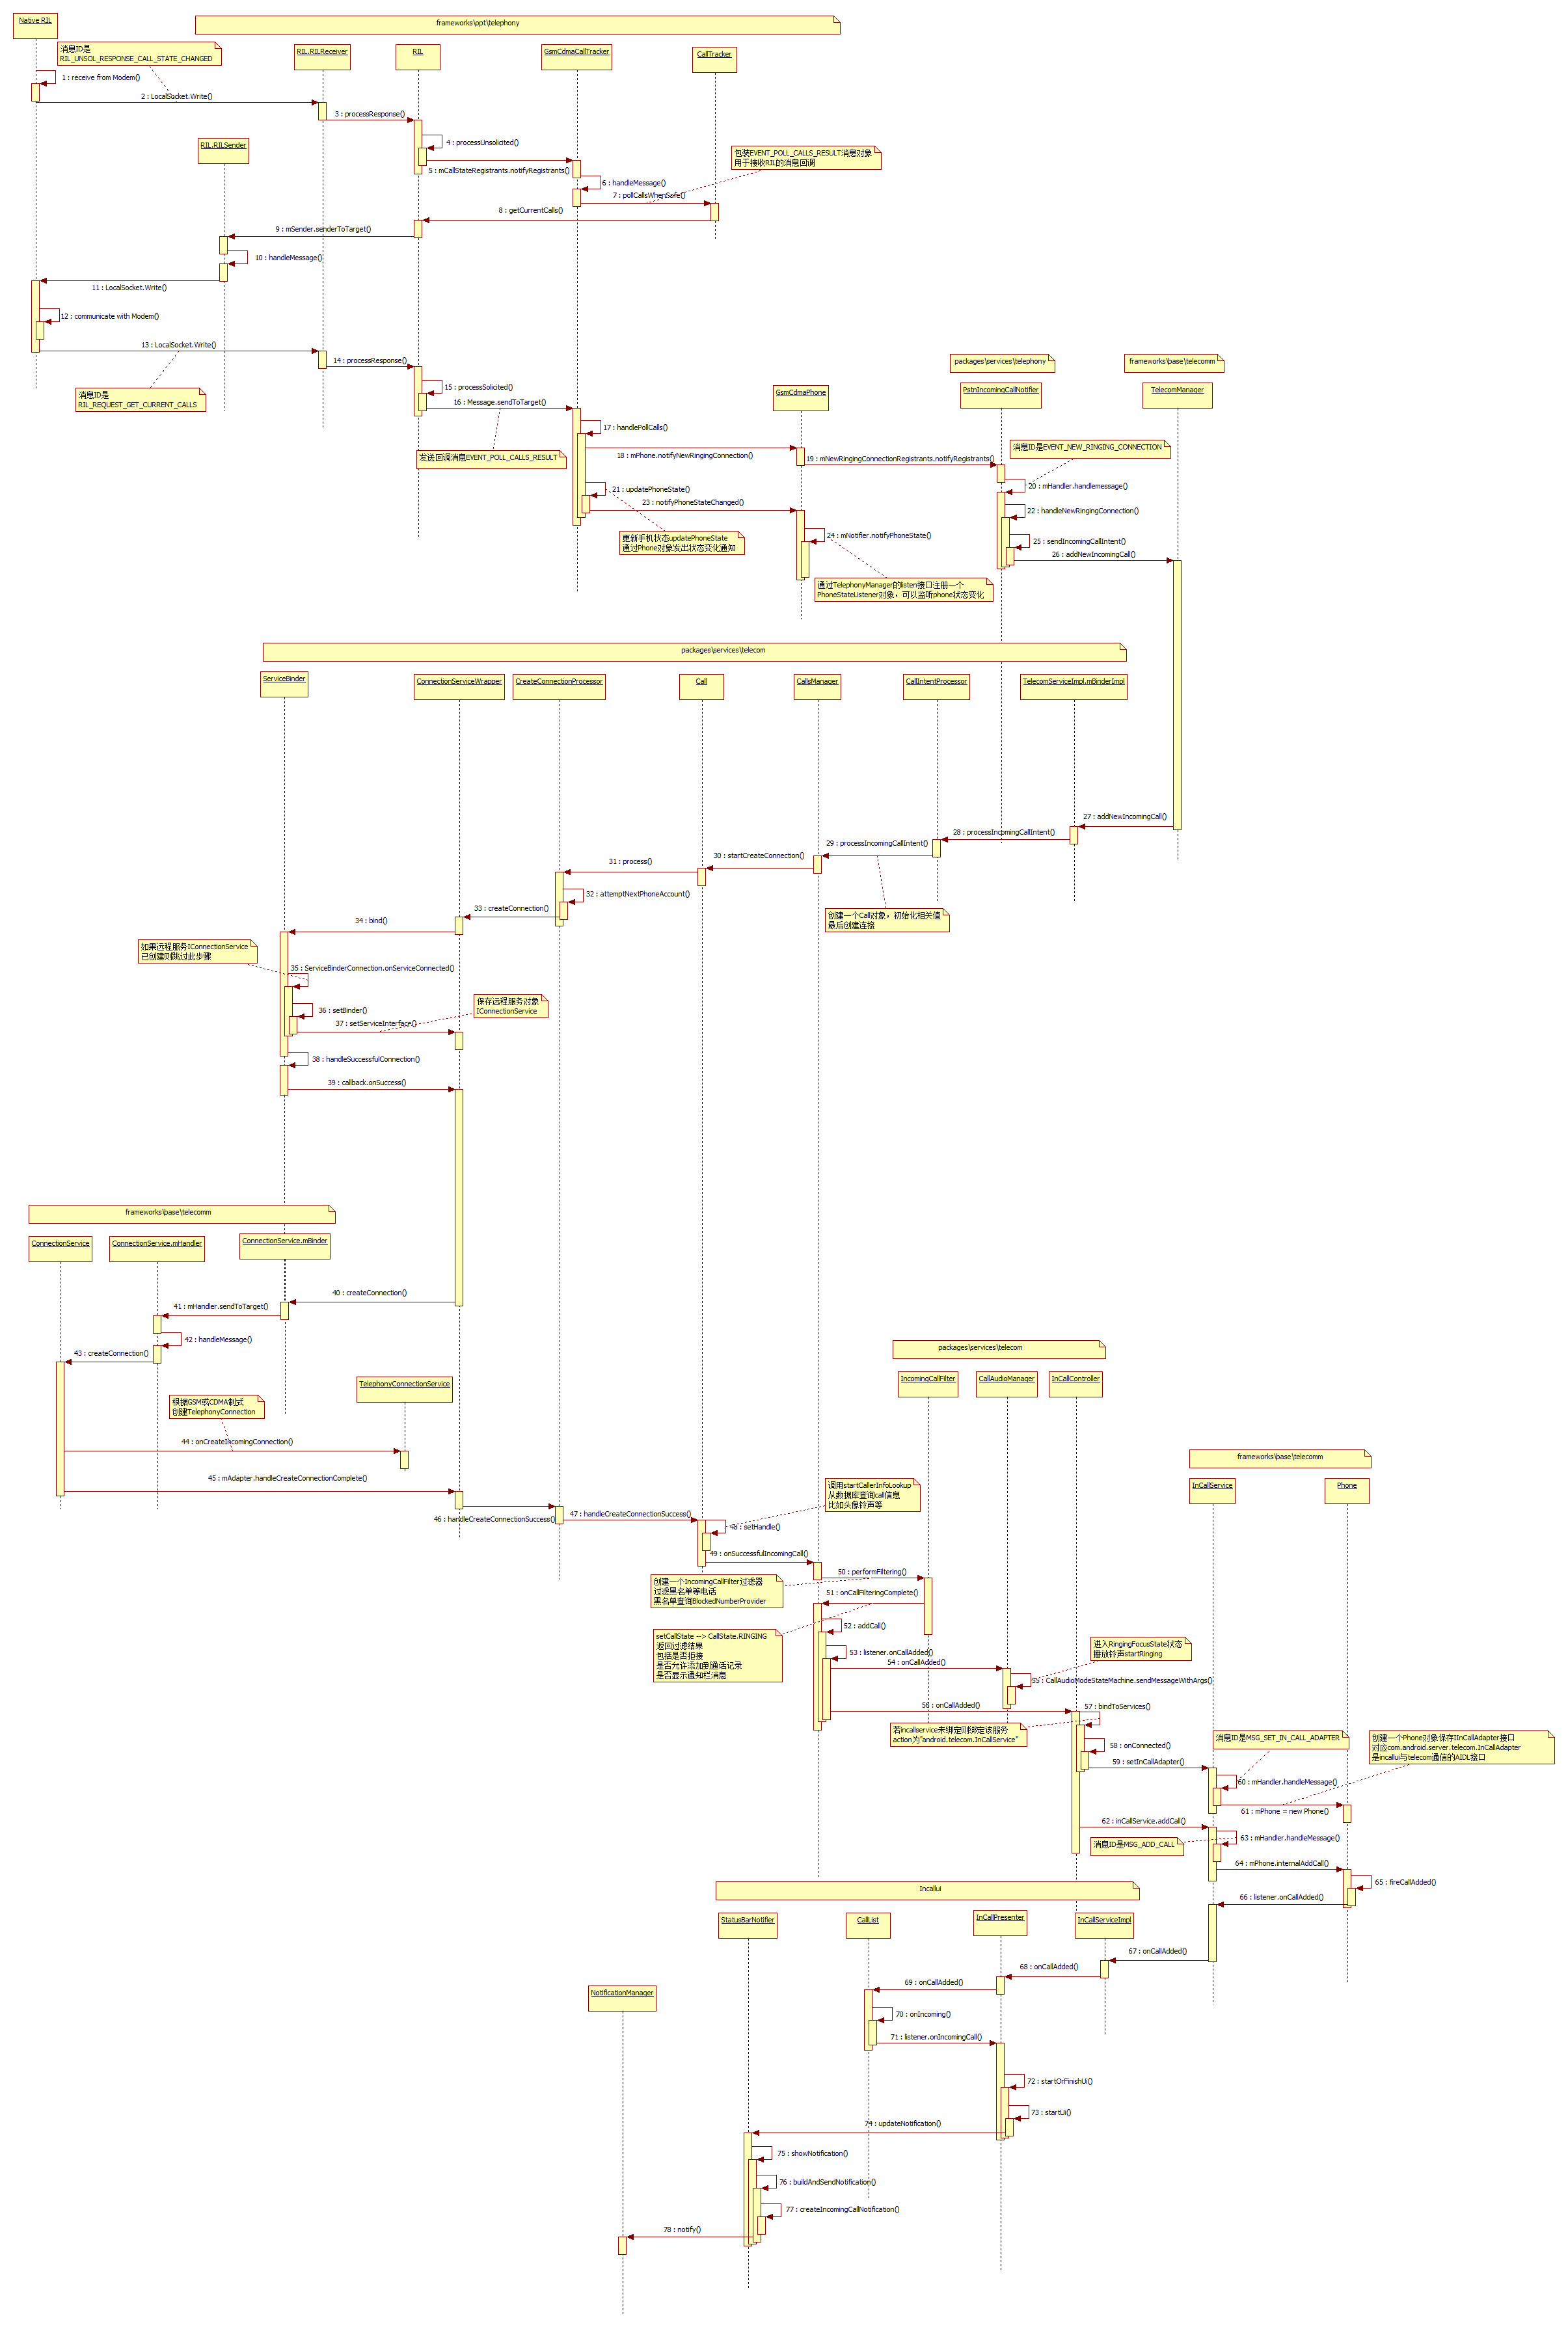 Native RIL
frameworks\opt\telephony
消息ID是
RIL_UNSOL_RESPONSE_CALL_STATE_CHANGED
RIL.RILReceiver
RIL
GsmCdmaCallTracker
CallTracker
1 : receive from Modem()
2 : LocalSocket.Write()
3 : processResponse()
RIL.RILSender
4 : processUnsolicited()
包装EVENT_POLL_CALLS_RESULT消息对象
用于接收RIL的消息回调
5 : mCallStateRegistrants.notifyRegistrants()
6 : handleMessage()
7 : pollCallsWhenSafe()
8 : getCurrentCalls()
9 : mSender.senderToTarget()
10 : handleMessage()
11 : LocalSocket.Write()
12 : communicate with Modem()
13 : LocalSocket.Write()
14 : processResponse()
packages\services\telephony
frameworks\base\telecomm
消息ID是
RIL_REQUEST_GET_CURRENT_CALLS
15 : processSolicited()
GsmCdmaPhone
PstnIncomingCallNotifier
TelecomManager
16 : Message.sendToTarget()
17 : handlePollCalls()
消息ID是EVENT_NEW_RINGING_CONNECTION
发送回调消息EVENT_POLL_CALLS_RESULT
18 : mPhone.notifyNewRingingConnection()
19 : mNewRingingConnectionRegistrants.notifyRegistrants()
20 : mHandler.handlemessage()
21 : updatePhoneState()
23 : notifyPhoneStateChanged()
22 : handleNewRingingConnection()
更新手机状态updatePhoneState
通过Phone对象发出状态变化通知
24 : mNotifier.notifyPhoneState()
25 : sendIncomingCallIntent()
26 : addNewIncomingCall()
通过TelephonyManager的listen接口注册一个
PhoneStateListener对象，可以监听phone状态变化
packages\services\telecom
ServiceBinder
ConnectionServiceWrapper
CreateConnectionProcessor
Call
CallsManager
CallIntentProcessor
TelecomServiceImpl.mBinderImpl
27 : addNewIncomingCall()
28 : processIncomingCallIntent()
29 : processIncomingCallIntent()
30 : startCreateConnection()
31 : process()
32 : attemptNextPhoneAccount()
33 : createConnection()
创建一个Call对象，初始化相关值
最后创建连接
34 : bind()
如果远程服务IConnectionService
已创建则跳过此步骤
35 : ServiceBinderConnection.onServiceConnected()
保存远程服务对象
IConnectionService
36 : setBinder()
37 : setServiceInterface()
38 : handleSuccessfulConnection()
39 : callback.onSuccess()
frameworks\base\telecomm
ConnectionService
ConnectionService.mHandler
ConnectionService.mBinder
40 : createConnection()
41 : mHandler.sendToTarget()
42 : handleMessage()
43 : createConnection()
packages\services\telecom
TelephonyConnectionService
IncomingCallFilter
CallAudioManager
InCallController
根据GSM或CDMA制式
创建TelephonyConnection
44 : onCreateIncomingConnection()
frameworks\base\telecomm
45 : mAdapter.handleCreateConnectionComplete()
调用startCallerInfoLookup
从数据库查询call信息
比如头像铃声等
InCallService
Phone
46 : handleCreateConnectionSuccess()
47 : handleCreateConnectionSuccess()
48 : setHandle()
49 : onSuccessfulIncomingCall()
50 : performFiltering()
创建一个IncomingCallFilter过滤器
过滤黑名单等电话
黑名单查询BlockedNumberProvider
51 : onCallFilteringComplete()
52 : addCall()
setCallState --> CallState.RINGING
返回过滤结果
包括是否拒接
是否允许添加到通话记录
是否显示通知栏消息
53 : listener.onCallAdded()
54 : onCallAdded()
进入RingingFocusState状态
播放铃声startRinging
55 : CallAudioModeStateMachine.sendMessageWithArgs()
56 : onCallAdded()
57 : bindToServices()
若incallservice未绑定则绑定该服务
action为"android.telecom.InCallService"
58 : onConnected()
消息ID是MSG_SET_IN_CALL_ADAPTER
创建一个Phone对象保存IInCallAdapter接口
对应com.android.server.telecom.InCallAdapter
是incallui与telecom通信的AIDL接口
59 : setInCallAdapter()
60 : mHandler.handleMessage()
61 : mPhone = new Phone()
62 : inCallService.addCall()
消息ID是MSG_ADD_CALL
63 : mHandler.handleMessage()
64 : mPhone.internalAddCall()
65 : fireCallAdded()
Incallui
66 : listener.onCallAdded()
StatusBarNotifier
CallList
InCallPresenter
InCallServiceImpl
67 : onCallAdded()
68 : onCallAdded()
69 : onCallAdded()
NotificationManager
70 : onIncoming()
71 : listener.onIncomingCall()
72 : startOrFinishUi()
73 : startUi()
74 : updateNotification()
75 : showNotification()
76 : buildAndSendNotification()
77 : createIncomingCallNotification()
78 : notify()